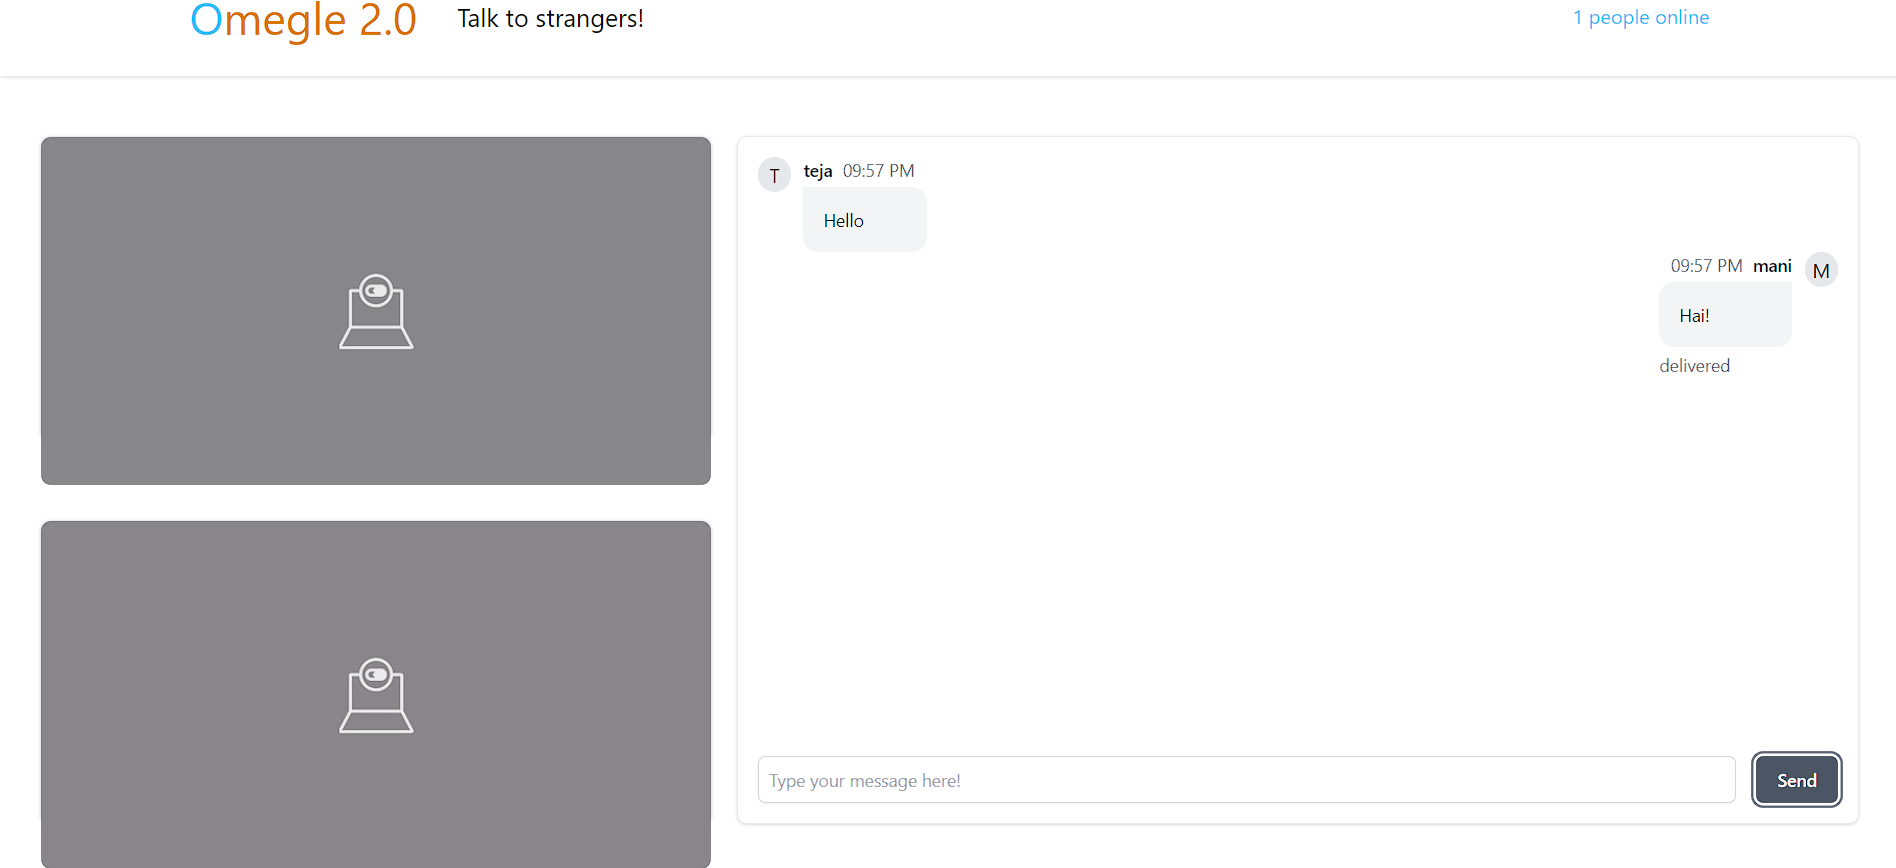 Omegle 2.0 Talk to strangers! 1 people online
T teja 09:57 PM
Hello
09:57 PM mani M
Hai!
delivered
Type your message here! Send